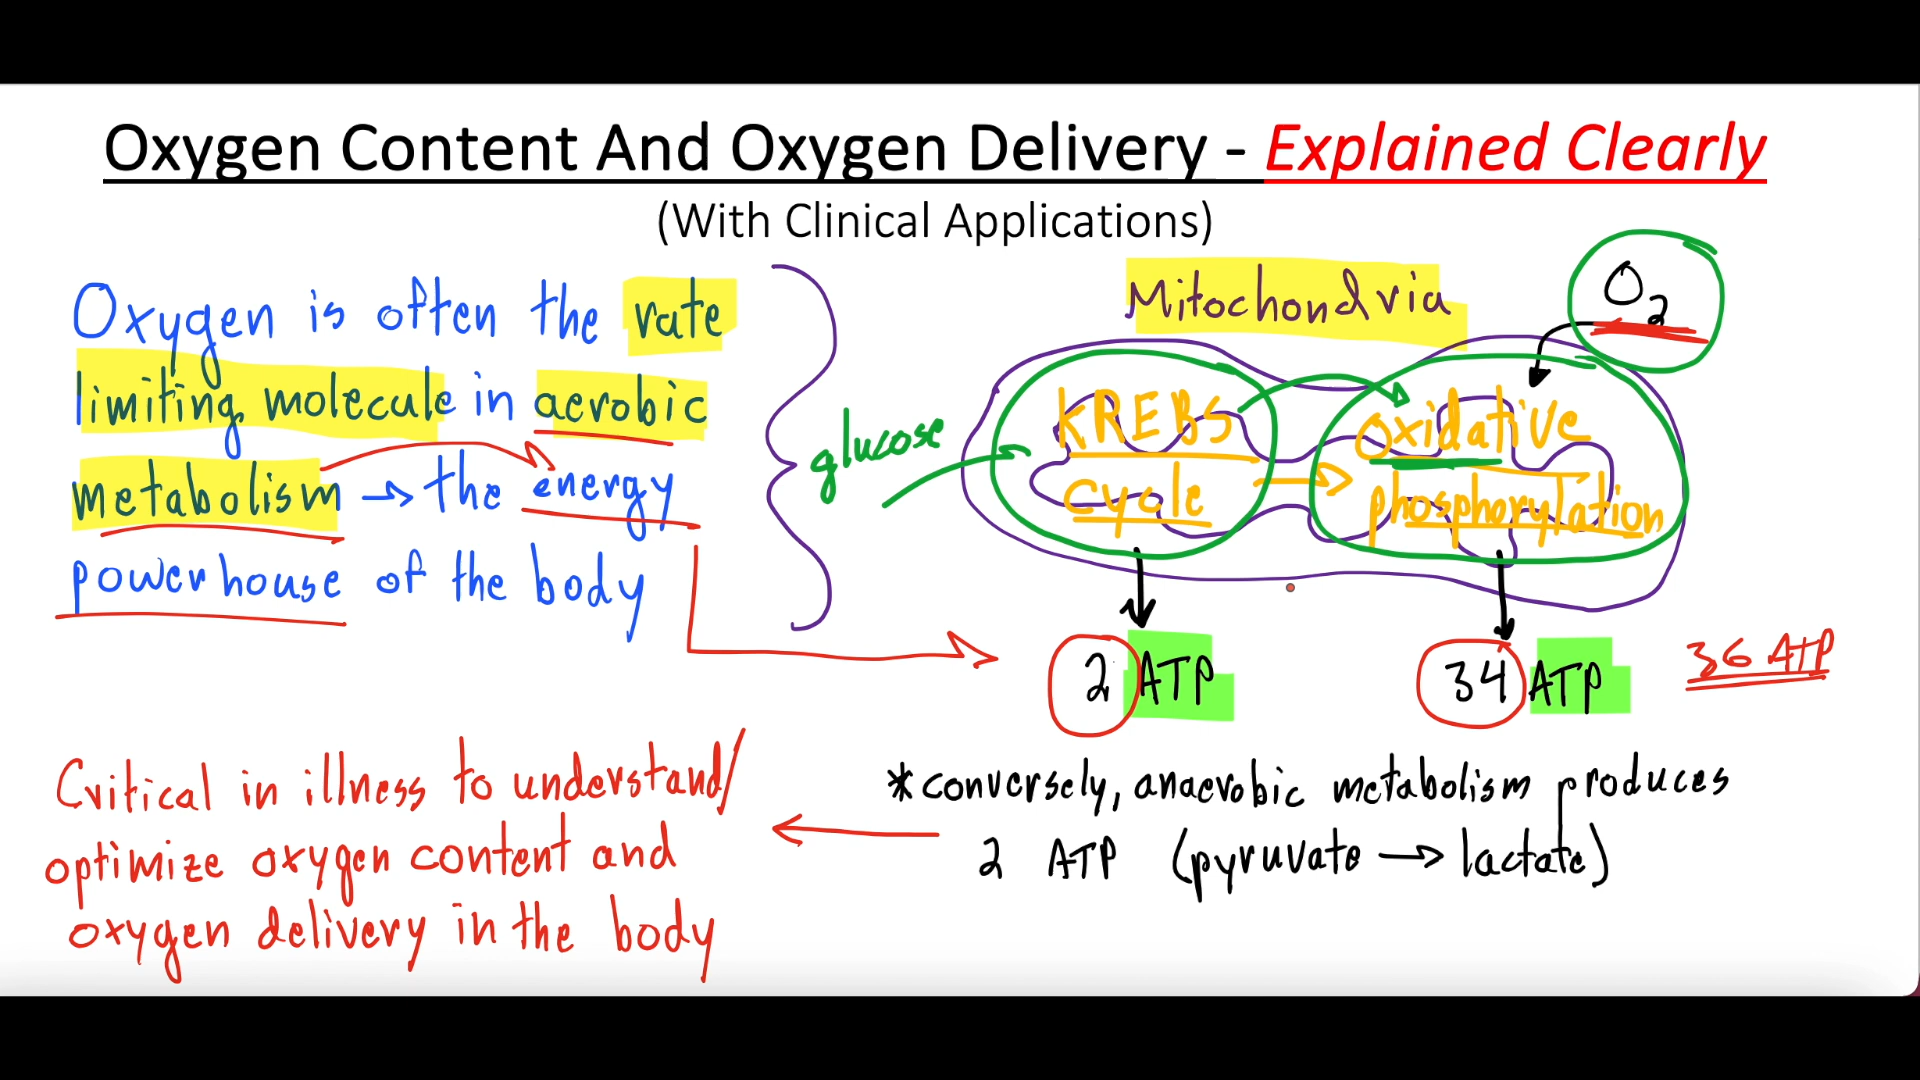 Oxygen Content And Oxygen Delivery - Explained Clearly
(With Clinical Applications)
Oxygen is often the rate
limiting molecule in aerobic
metabolism → the energy
powerhouse of the body
glucose
Mitochondria
O2
KREBS
cycle
oxidative
phosphorylation
2 ATP
34 ATP
36 ATP
*conversely, anaerobic metabolism produces
2 ATP (pyruvate → lactate)
Critical in illness to understand/
optimize oxygen content and
oxygen delivery in the body